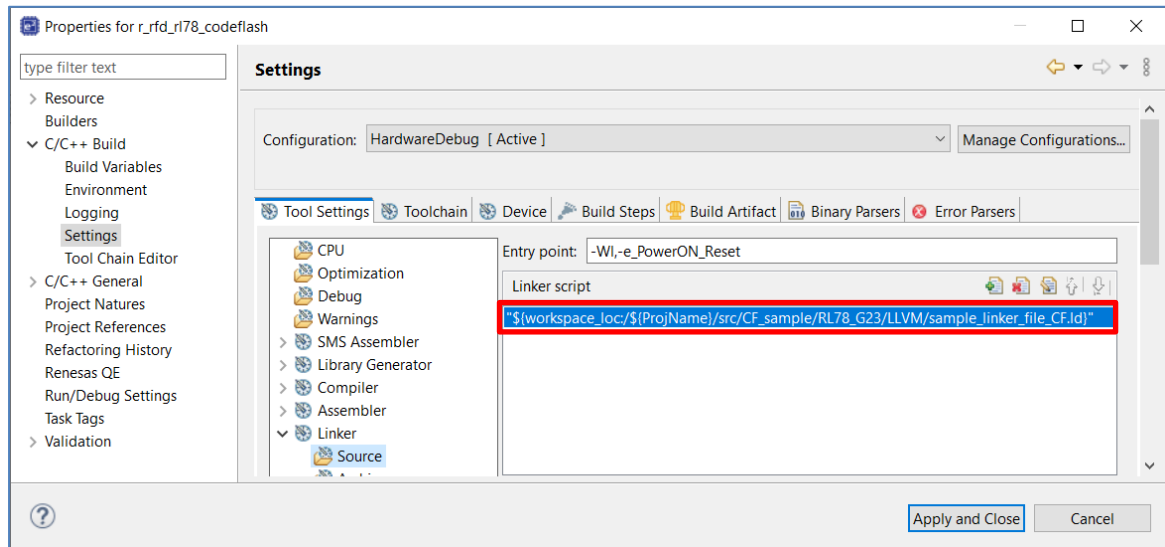 Properties for r_rfd_rl78_codeflash
type filter text
Resource
Builders
C/C++ Build
Build Variables
Environment
Logging
Settings
Tool Chain Editor
C/C++ General
Project Natures
Project References
Refactoring History
Renesas QE
Run/Debug Settings
Task Tags
Validation
Settings
Configuration: HardwareDebug [ Active ] Manage Configurations...
Tool Settings Toolchain Device Build Steps Build Artifact Binary Parsers Error Parsers
CPU
Optimization
Debug
Warnings
SMS Assembler
Library Generator
Compiler
Assembler
Linker
Source
Entry point: -Wl,-e_PowerON_Reset
Linker script
"${workspace_loc:/${ProjName}/src/CF_sample/RL78_G23/LLVM/sample_linker_file_CF.ld}"
Apply and Close Cancel